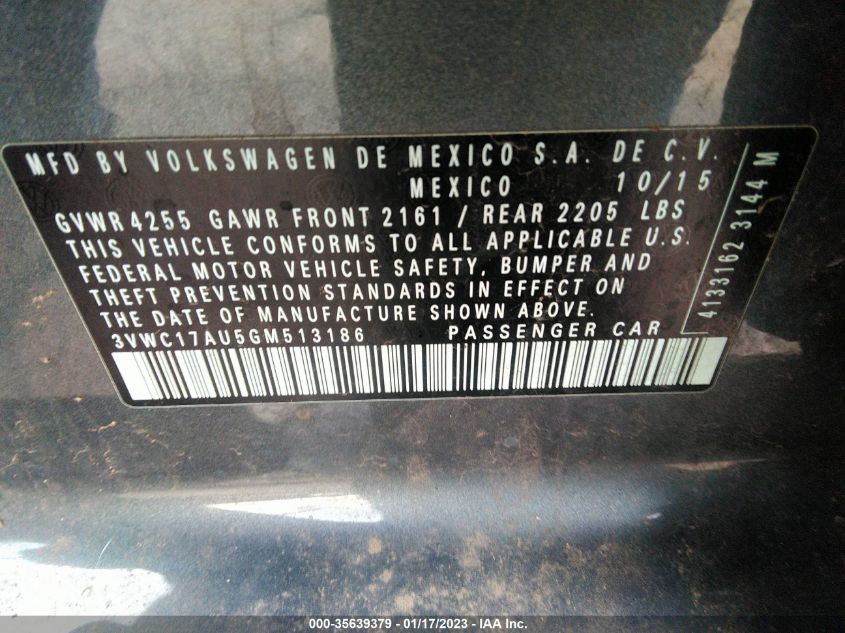 MFD BY VOLKSWAGEN DE MEXICO S.A. DE C.V.
MEXICO 10/15
GVWR 4255 GAWR FRONT 2161 / REAR 2205 LBS
THIS VEHICLE CONFORMS TO ALL APPLICABLE U.S.
FEDERAL MOTOR VEHICLE SAFETY, BUMPER AND
THEFT PREVENTION STANDARDS IN EFFECT ON
THE DATE OF MANUFACTURE SHOWN ABOVE.
3VWC17AU5GM513186 PASSENGER CAR
4133162 3144 M
000-35639379 - 01/17/2023 - IAA Inc.